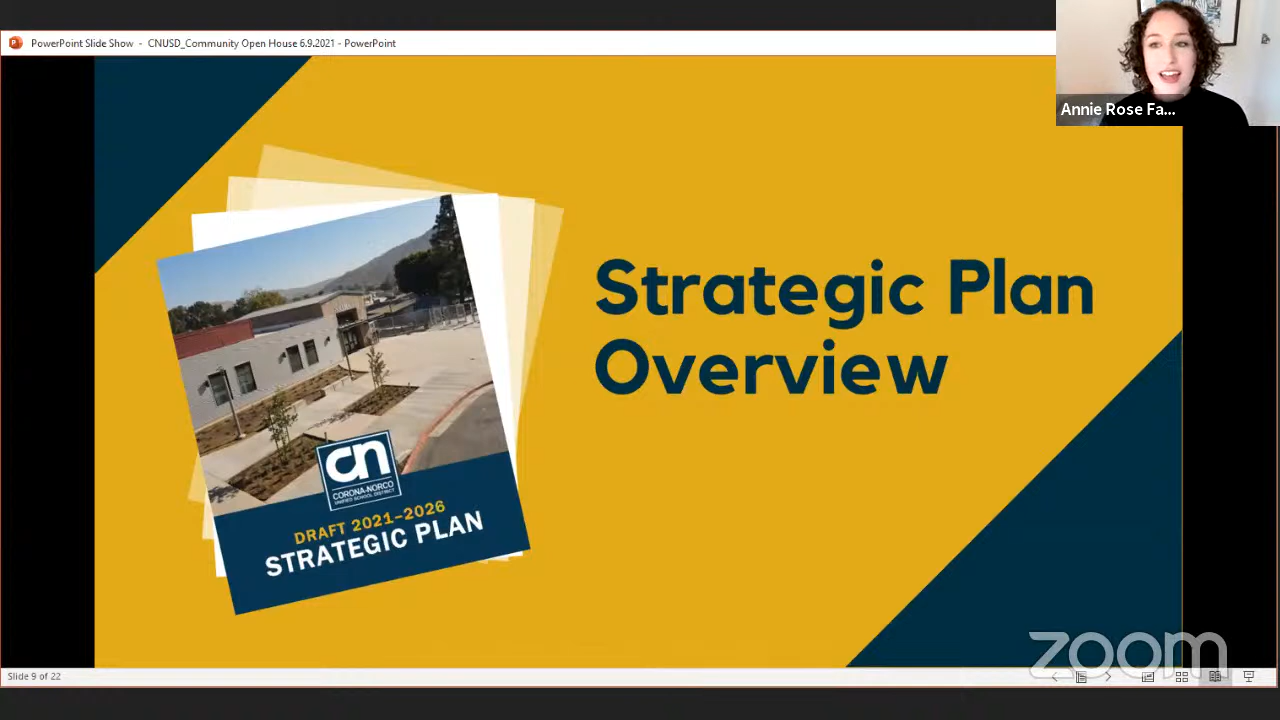 PowerPoint Slide Show - CNUSD_Community Open House 6.9.2021 - PowerPoint
Annie Rose Fa...
Strategic Plan
Overview
cn
CORONA-NORCO
UNIFIED SCHOOL DISTRICT
DRAFT 2021–2026
STRATEGIC PLAN
zoom
Slide 9 of 22